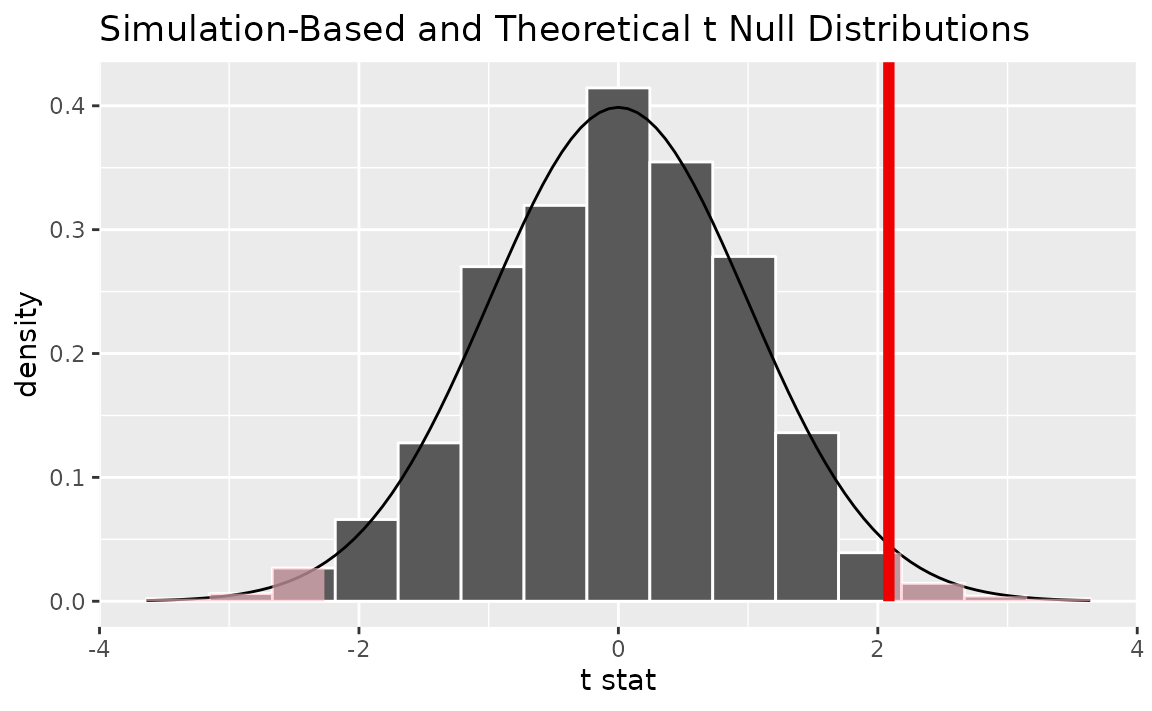 Simulation-Based and Theoretical t Null Distributions
density
0.4
0.3
0.2
0.1
0.0
-4 -2 0 2 4
t stat